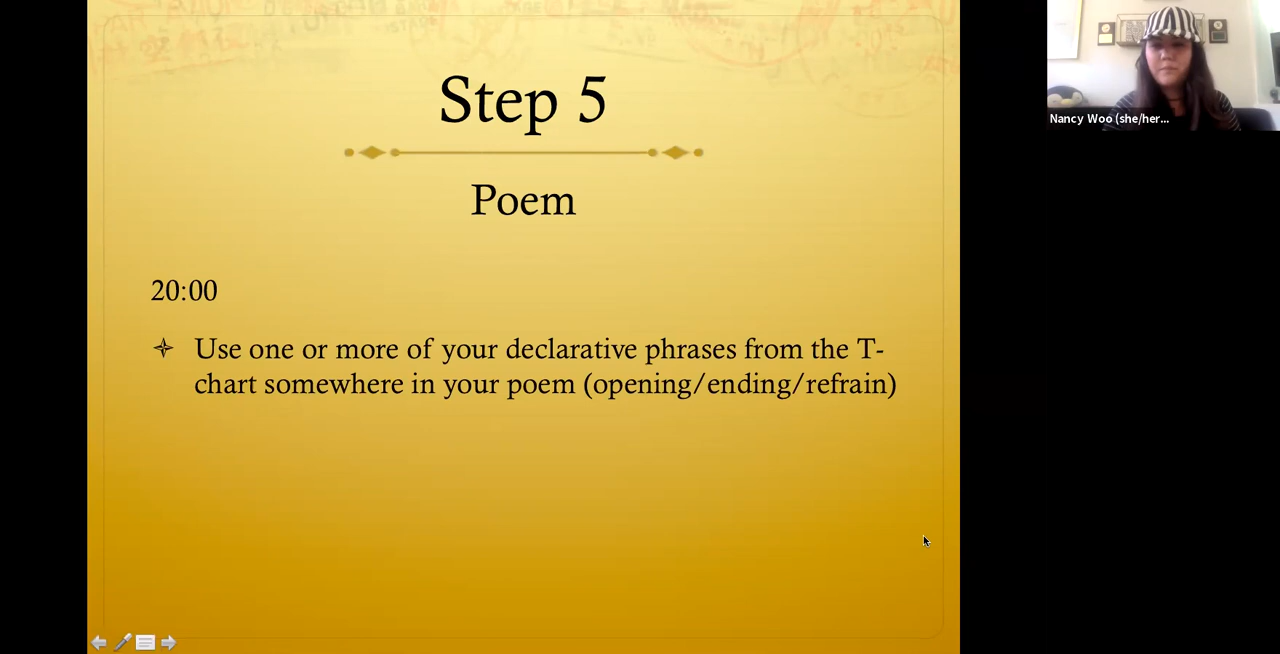 Step 5
Poem
20:00
Use one or more of your declarative phrases from the T-
chart somewhere in your poem (opening/ending/refrain)
Nancy Woo (she/her...